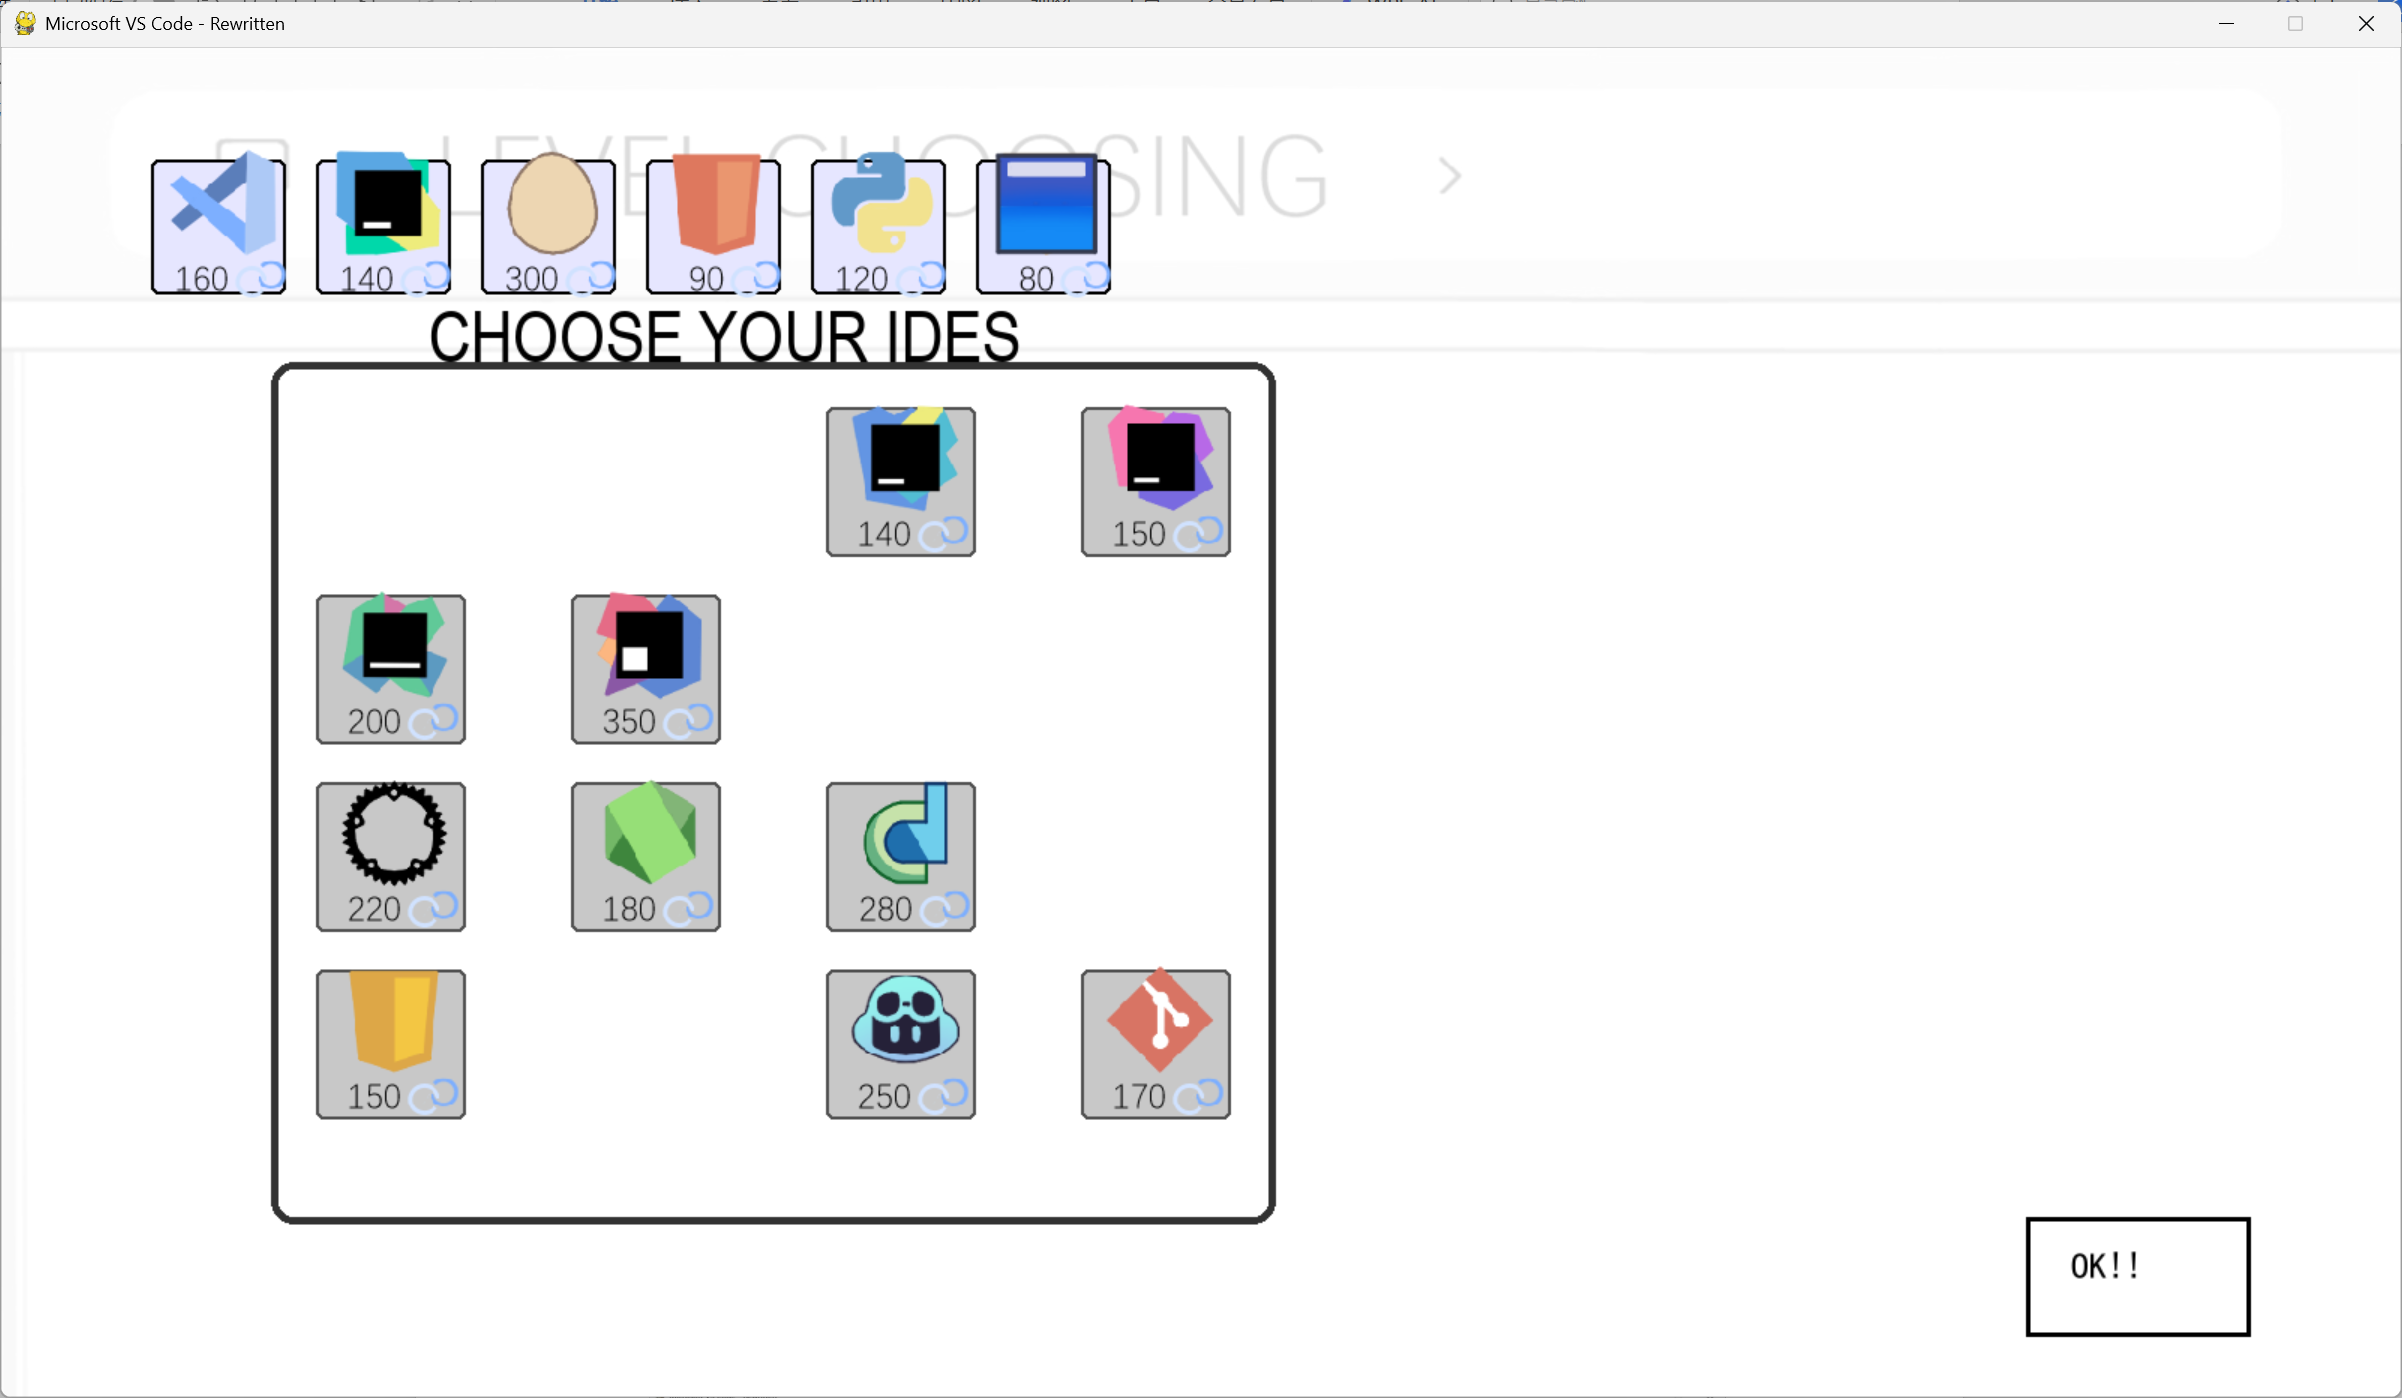 Microsoft VS Code - Rewritten
LEVEL CHOOSING
160 140 300 90 120 80
CHOOSE YOUR IDES
140 150
200 350
220 180 280
150 250 170
OK!!